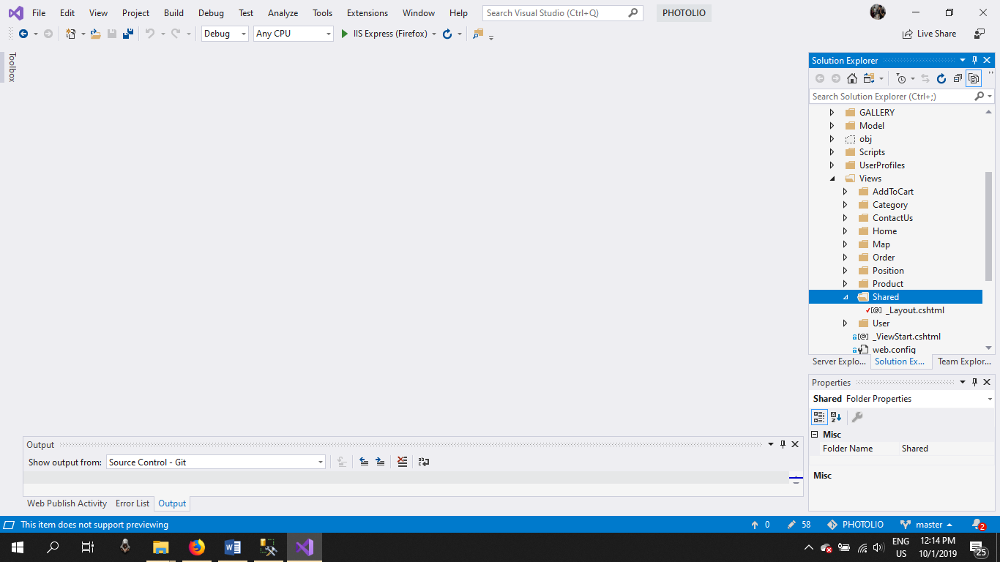 File Edit View Project Build Debug Test Analyze Tools Extensions Window Help Search Visual Studio (Ctrl+Q) PHOTOLIO
Debug Any CPU IIS Express (Firefox) Live Share
Toolbox
Solution Explorer
Search Solution Explorer (Ctrl+;)
GALLERY
Model
obj
Scripts
UserProfiles
Views
AddToCart
Category
ContactUs
Home
Map
Order
Position
Product
Shared
_Layout.cshtml
User
_ViewStart.cshtml
web.config
Server Explo... Solution Ex... Team Explor...
Properties
Shared Folder Properties
Misc
Folder Name Shared
Misc
Output
Show output from: Source Control - Git
Web Publish Activity Error List Output
This item does not support previewing 0 58 PHOTOLIO master 2
ENG 12:14 PM
US 10/1/2019 25